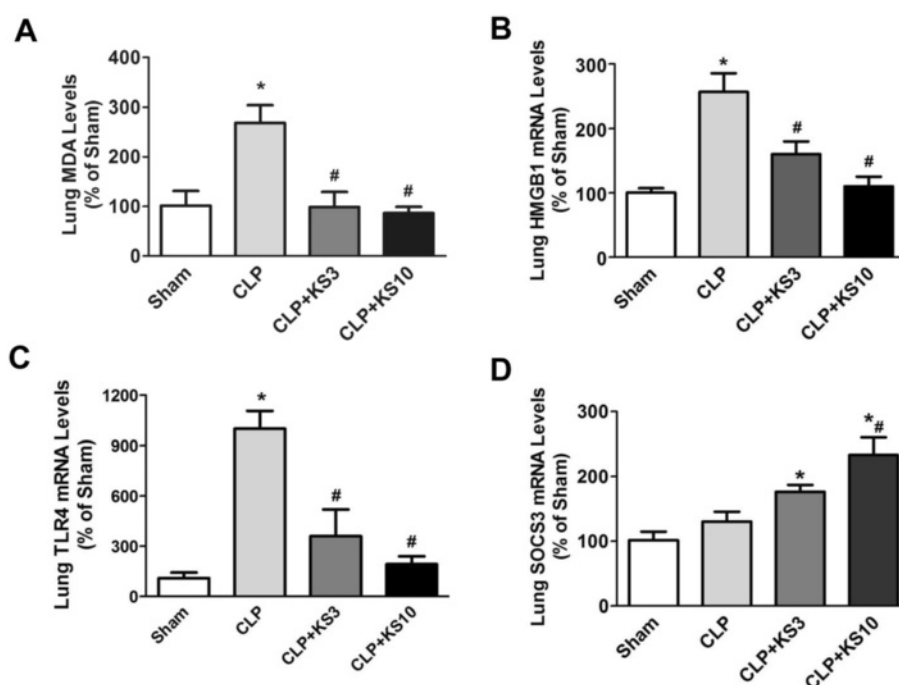 A
Lung MDA Levels
(% of Sham)
400
300
200
100
0
*
#
#
Sham
CLP
CLP+KS3
CLP+KS10
B
Lung HMGB1 mRNA Levels
(% of Sham)
300
200
100
0
*
#
#
Sham
CLP
CLP+KS3
CLP+KS10
C
Lung TLR4 mRNA Levels
(% of Sham)
1200
900
600
300
0
*
#
#
Sham
CLP
CLP+KS3
CLP+KS10
D
Lung SOCS3 mRNA Levels
(% of Sham)
300
200
100
0
*
*#
Sham
CLP
CLP+KS3
CLP+KS10